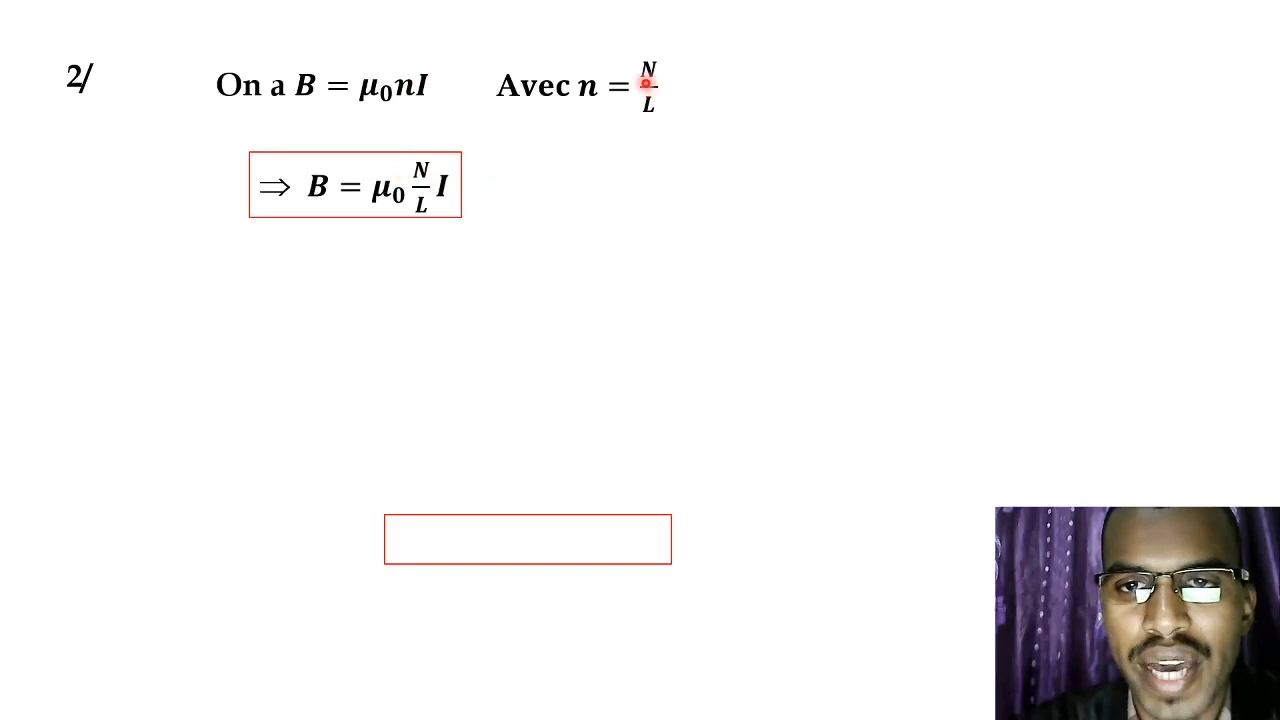 2/ On a B = μ₀nI Avec n = N/L
⟹ B = μ₀ N/L I